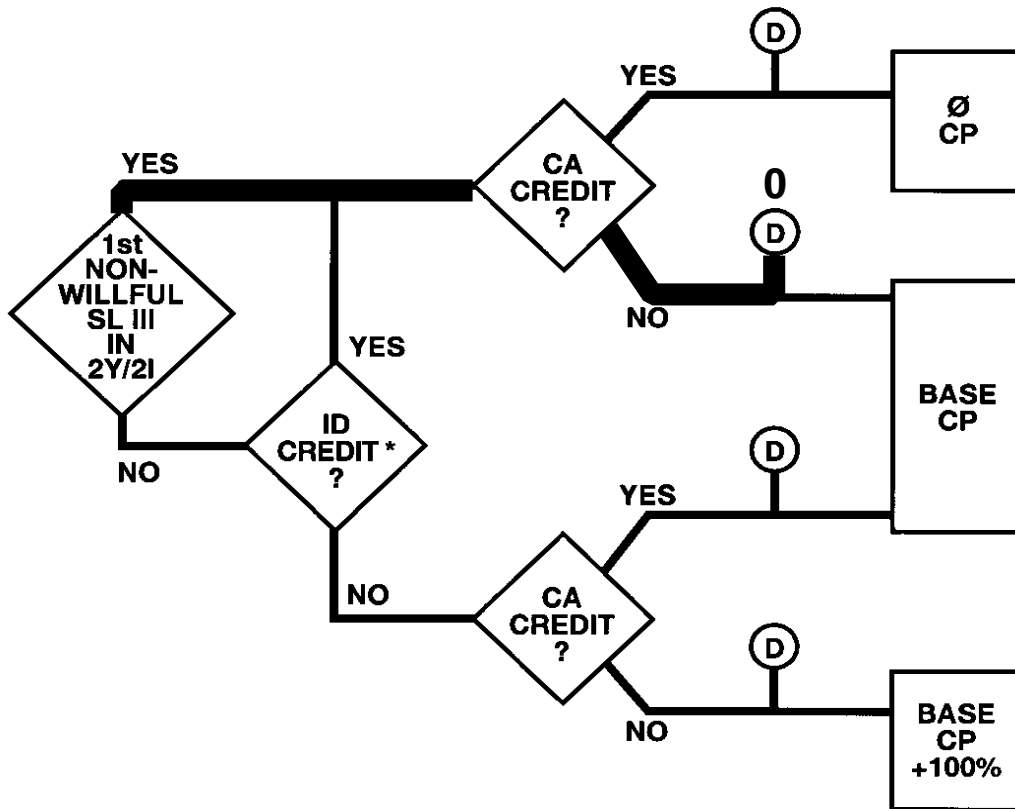 D
YES
Ø
CP
CA
CREDIT
?
YES
0
D
NO
1st
NON-
WILLFUL
SL III
IN
2Y/2I
YES
NO
ID
CREDIT *
?
BASE
CP
D
YES
NO
CA
CREDIT
?
D
NO
BASE
CP
+100%